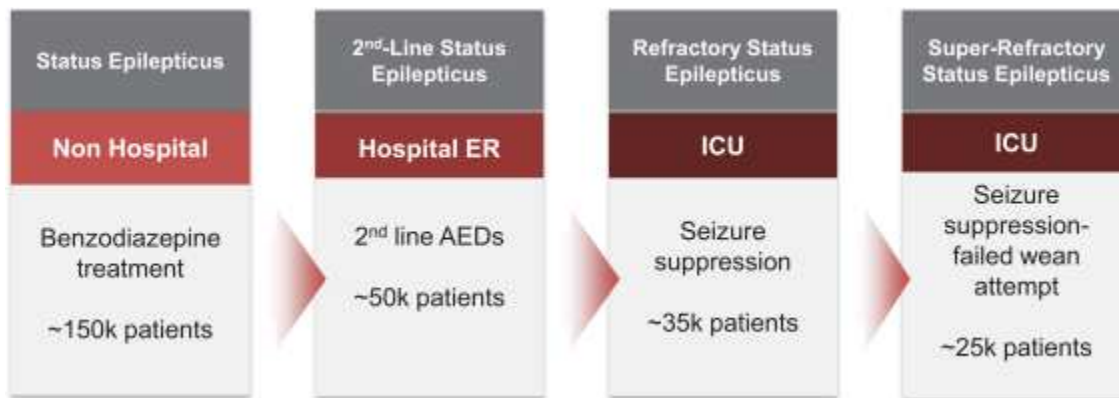 Status Epilepticus
Non Hospital
Benzodiazepine
treatment
~150k patients
2nd-Line Status
Epilepticus
Hospital ER
2nd line AEDs
~50k patients
Refractory Status
Epilepticus
ICU
Seizure
suppression
~35k patients
Super-Refractory
Status Epilepticus
ICU
Seizure
suppression-
failed wean
attempt
~25k patients